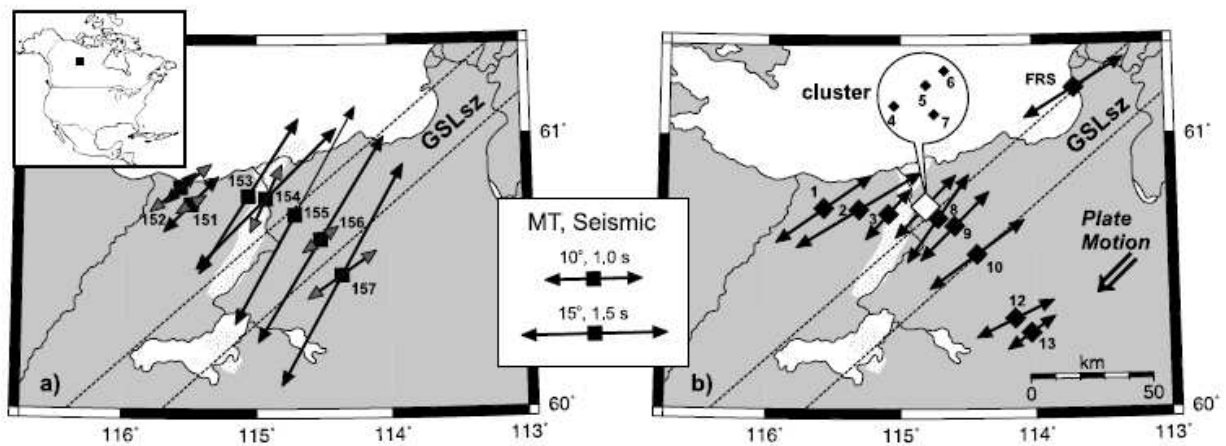 153
154
155
156
157
152
151
GSLsz
a)
116°
115°
114°
113°
61°
60°
MT, Seismic
10°, 1.0 s
15°, 1.5 s
cluster
4
5
6
7
FRS
GSLsz
1
2
3
8
9
10
12
13
Plate
Motion
km
0
50
b)
116°
115°
114°
113°
61°
60°